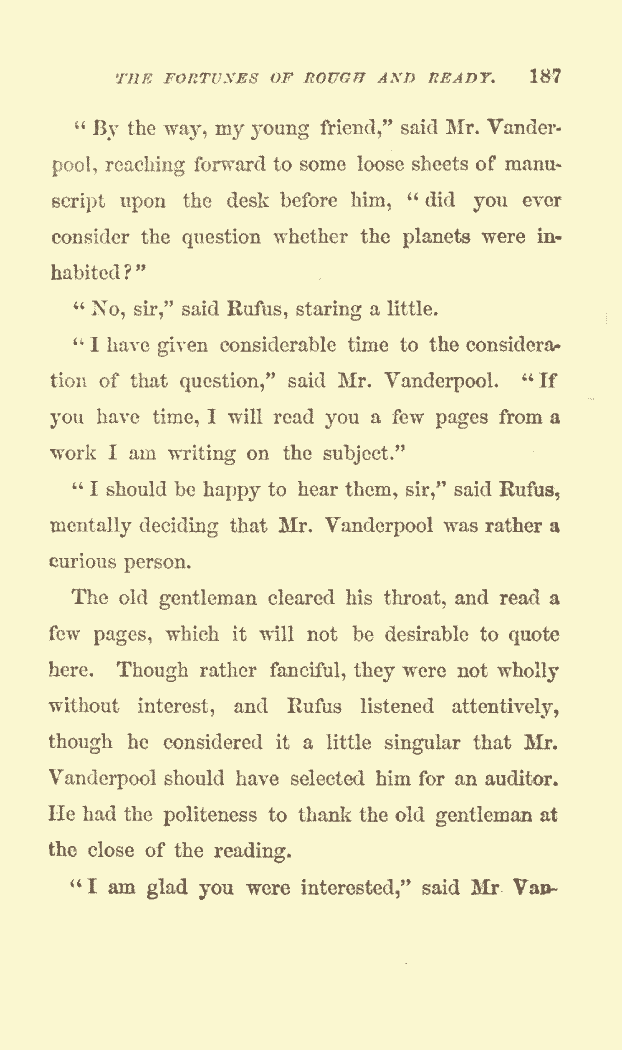 THE FORTUNES OF ROUGH AND READY. 187
"By the way, my young friend," said Mr. Vander-
pool, reaching forward to some loose sheets of manu-
script upon the desk before him, "did you ever
consider the question whether the planets were in-
habited?"
"No, sir," said Rufus, staring a little.
"I have given considerable time to the considera-
tion of that question," said Mr. Vanderpool. "If
you have time, I will read you a few pages from a
work I am writing on the subject."
"I should be happy to hear them, sir," said Rufus,
mentally deciding that Mr. Vanderpool was rather a
curious person.
The old gentleman cleared his throat, and read a
few pages, which it will not be desirable to quote
here. Though rather fanciful, they were not wholly
without interest, and Rufus listened attentively,
though he considered it a little singular that Mr.
Vanderpool should have selected him for an auditor.
He had the politeness to thank the old gentleman at
the close of the reading.
"I am glad you were interested," said Mr Van-